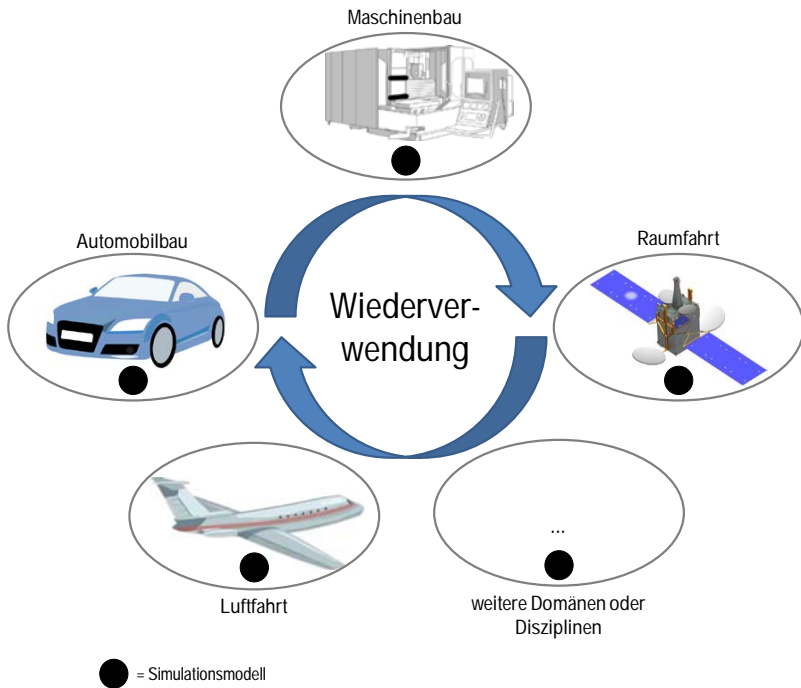 Maschinenbau
Automobilbau
Raumfahrt
Wiederver-
wendung
...
Luftfahrt
weitere Domänen oder
Disziplinen
= Simulationsmodell